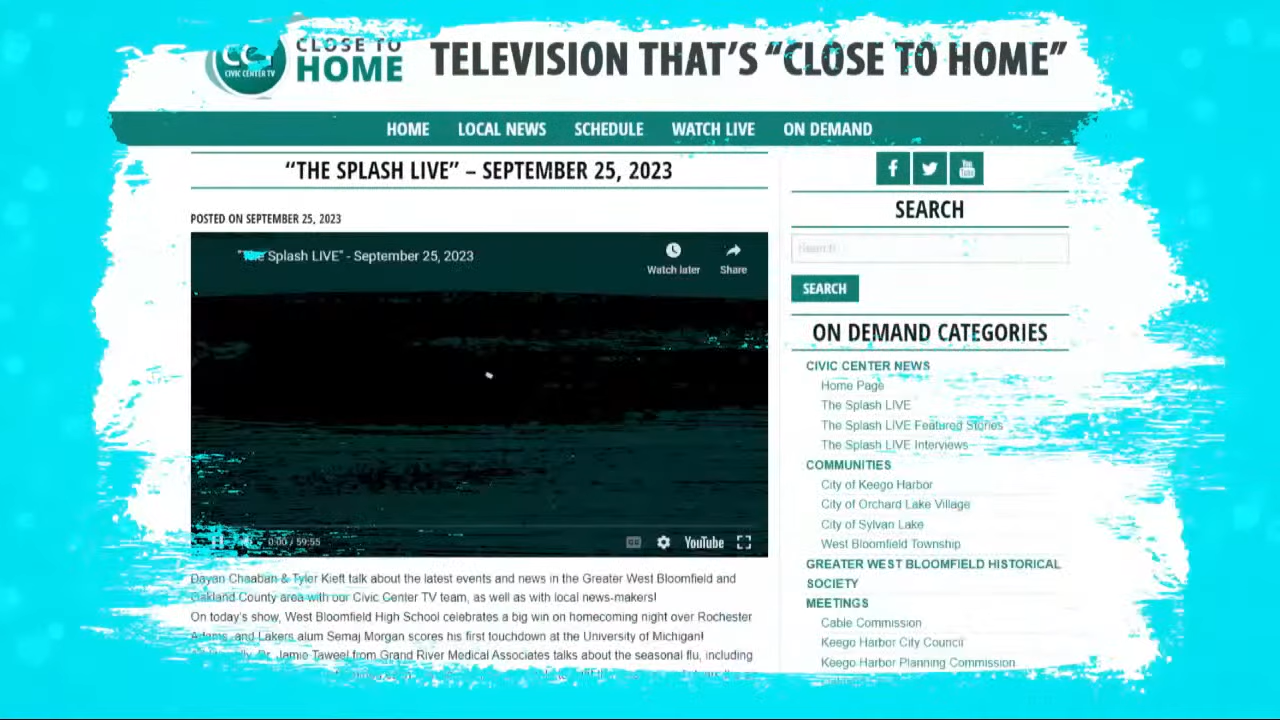 CLOSE TO
HOME
CIVIC CENTER TV
TELEVISION THAT'S “CLOSE TO HOME”
HOME LOCAL NEWS SCHEDULE WATCH LIVE ON DEMAND
“THE SPLASH LIVE” – SEPTEMBER 25, 2023
POSTED ON SEPTEMBER 25, 2023
"The Splash LIVE" - September 25, 2023
Watch later
Share
0:00 / 59:55
CC
YouTube
Dayan Chaaban & Tyler Kieft talk about the latest events and news in the Greater West Bloomfield and
Oakland County area with our Civic Center TV team, as well as with local news-makers!
On today's show, West Bloomfield High School celebrates a big win on homecoming night over Rochester
Adams, and Lakers alum Semaj Morgan scores his first touchdown at the University of Michigan!
Dr. Jamie Taweel from Grand River Medical Associates talks about the seasonal flu, including
You Tube
SEARCH
Search
SEARCH
ON DEMAND CATEGORIES
CIVIC CENTER NEWS
Home Page
The Splash LIVE
The Splash LIVE Featured Stories
The Splash LIVE Interviews
COMMUNITIES
City of Keego Harbor
City of Orchard Lake Village
City of Sylvan Lake
West Bloomfield Township
GREATER WEST BLOOMFIELD HISTORICAL
SOCIETY
MEETINGS
Cable Commission
Keego Harbor City Council
Keego Harbor Planning Commission